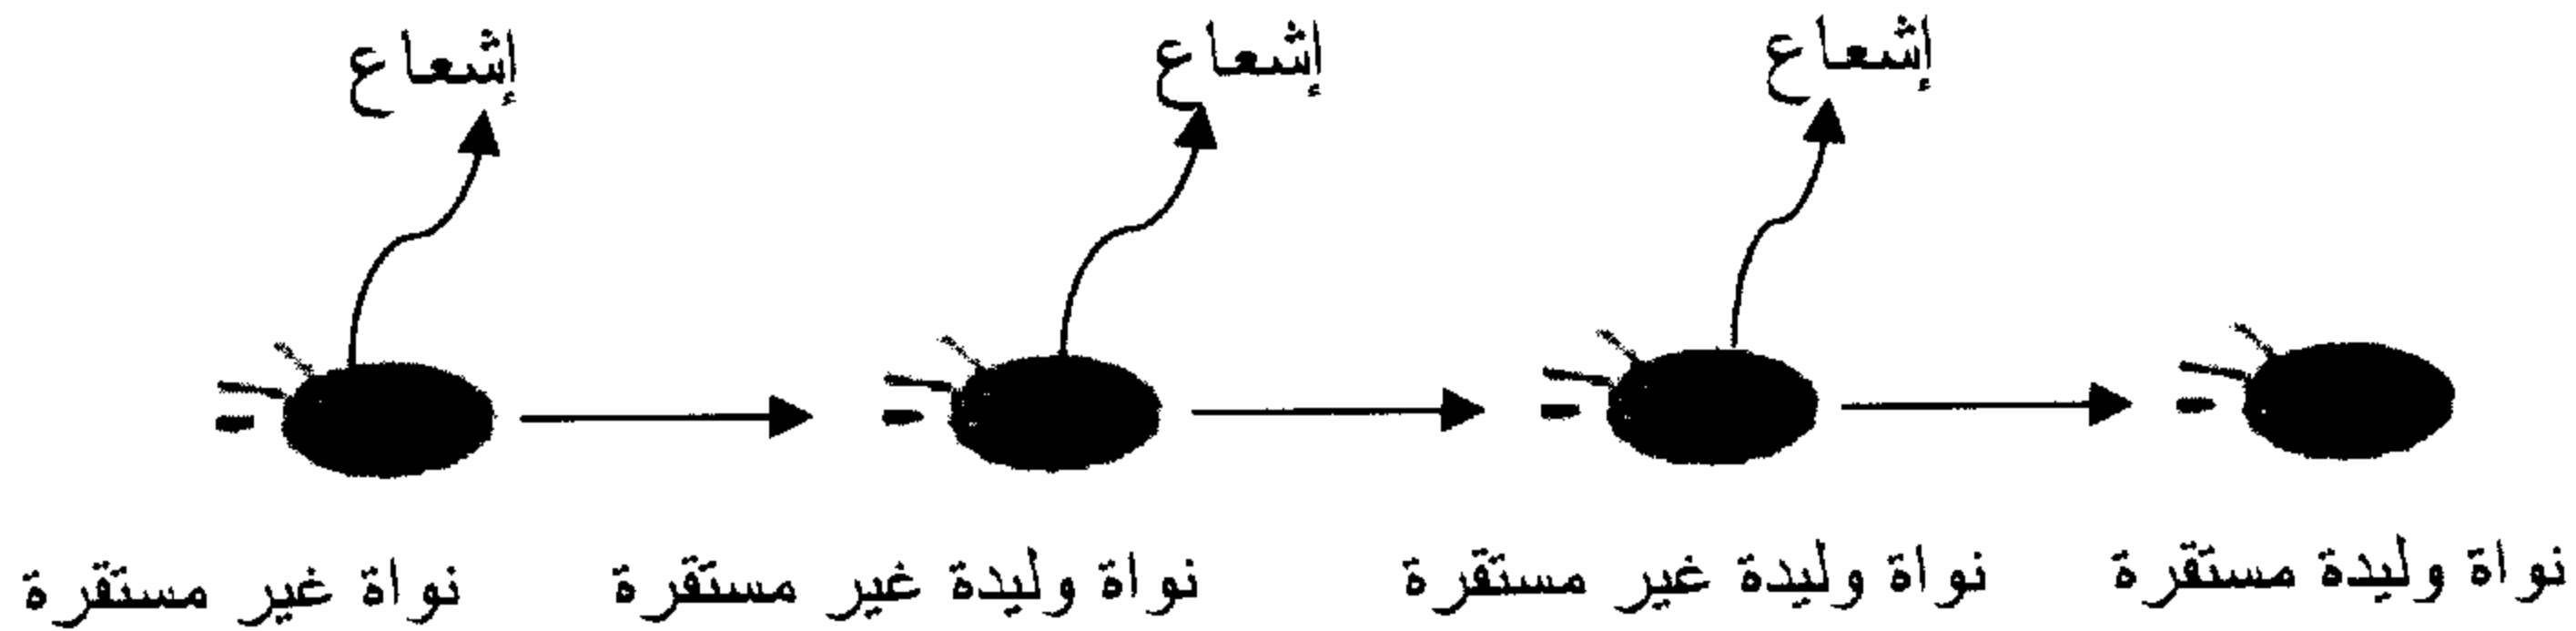 إشعاع
إشعاع
إشعاع
نواة غير مستقرة
نواة وليدة غير مستقرة
نواة وليدة غير مستقرة
نواة وليدة مستقرة